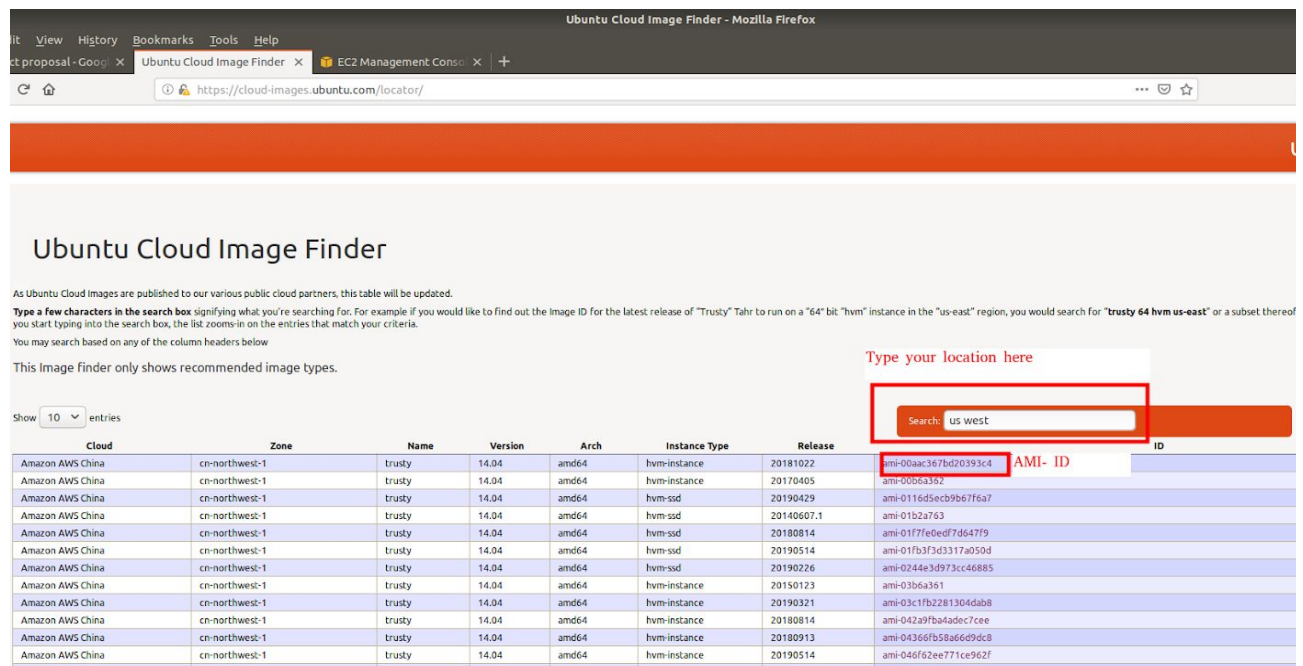 Ubuntu Cloud Image Finder - Mozilla Firefox
it View History Bookmarks Tools Help
ct proposal - Goog × Ubuntu Cloud Image Finder × EC2 Management Conso × +
https://cloud-images.ubuntu.com/locator/
U
Ubuntu Cloud Image Finder
As Ubuntu Cloud Images are published to our various public cloud partners, this table will be updated.
Type a few characters in the search box signifying what you're searching for. For example if you would like to find out the Image ID for the latest release of "Trusty" Tahr to run on a "64" bit "hvm" instance in the "us-east" region, you would search for "trusty 64 hvm us-east" or a subset thereof
you start typing into the search box, the list zooms-in on the entries that match your criteria.
You may search based on any of the column headers below
Type your location here
This Image finder only shows recommended image types.
Show 10 entries
Search: us west
Cloud Zone Name Version Arch Instance Type Release ID
Amazon AWS China cn-northwest-1 trusty 14.04 amd64 hvm-instance 20181022 ami-00aac367bd20393c4 AMI- ID
Amazon AWS China cn-northwest-1 trusty 14.04 amd64 hvm-instance 20170405 ami-00b6a362
Amazon AWS China cn-northwest-1 trusty 14.04 amd64 hvm-ssd 20190429 ami-0116d5ecb9b67f6a7
Amazon AWS China cn-northwest-1 trusty 14.04 amd64 hvm-ssd 20140607.1 ami-01b2a763
Amazon AWS China cn-northwest-1 trusty 14.04 amd64 hvm-ssd 20180814 ami-01f7fe0edf7d647f9
Amazon AWS China cn-northwest-1 trusty 14.04 amd64 hvm-ssd 20190514 ami-01fb3f3d3317a050d
Amazon AWS China cn-northwest-1 trusty 14.04 amd64 hvm-ssd 20190226 ami-0244e3d973cc46885
Amazon AWS China cn-northwest-1 trusty 14.04 amd64 hvm-instance 20150123 ami-03b6a361
Amazon AWS China cn-northwest-1 trusty 14.04 amd64 hvm-instance 20190321 ami-03c1fb2281304dab8
Amazon AWS China cn-northwest-1 trusty 14.04 amd64 hvm-instance 20180814 ami-042a9fba4adec7cee
Amazon AWS China cn-northwest-1 trusty 14.04 amd64 hvm-instance 20180913 ami-04366fb58a66d9dc8
Amazon AWS China cn-northwest-1 trusty 14.04 amd64 hvm-instance 20190514 ami-046f62ee771ce962f